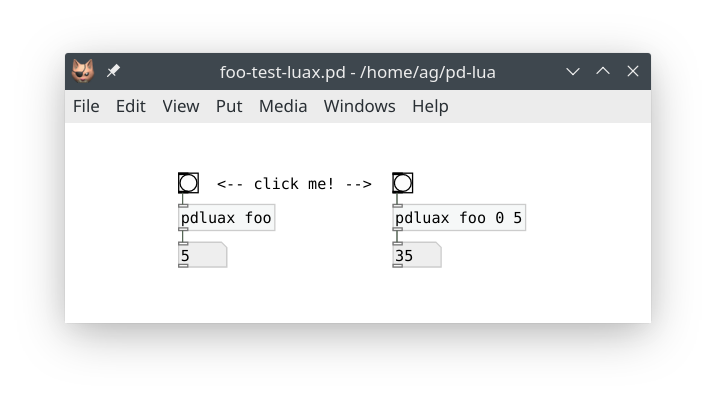 foo-test-luax.pd - /home/ag/pd-lua
File Edit View Put Media Windows Help
<-- click me! -->
pdluax foo pdluax foo 0 5
5 35